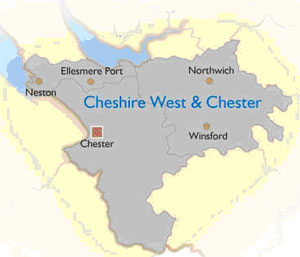 Ellesmere Port
Northwich
Neston
Cheshire West & Chester
Chester
Winsford